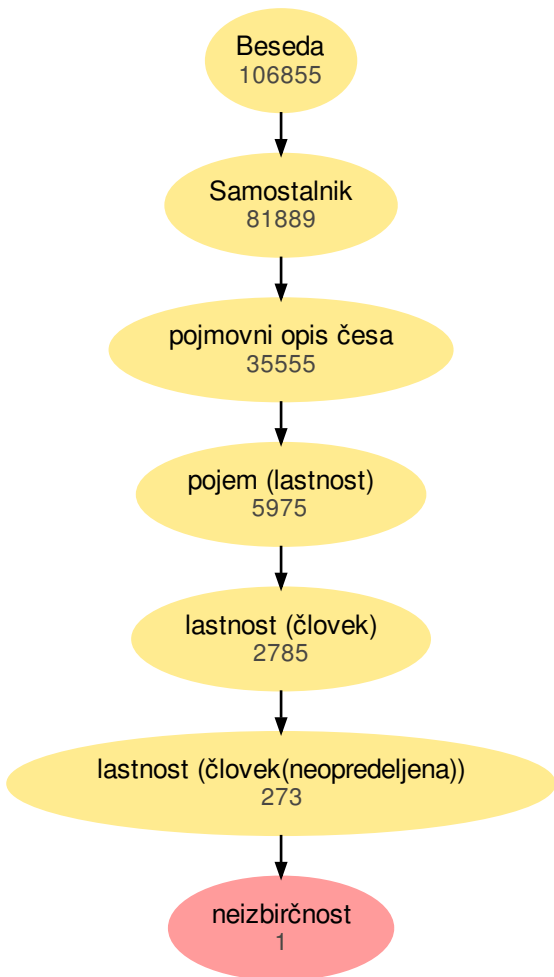 Beseda
106855
Samostalnik
81889
pojmovni opis česa
35555
pojem (lastnost)
5975
lastnost (človek)
2785
lastnost (človek(neopredeljena))
273
neizbirčnost
1